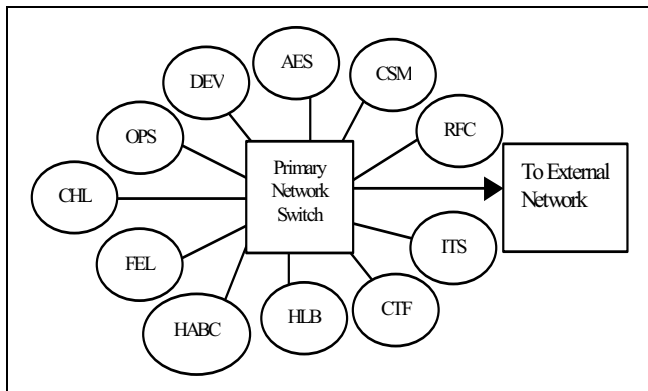 AES
DEV
CSM
OPS
RFC
Primary
Network
Switch
To External
Network
CHL
FEL
ITS
HABC
HLB
CTF